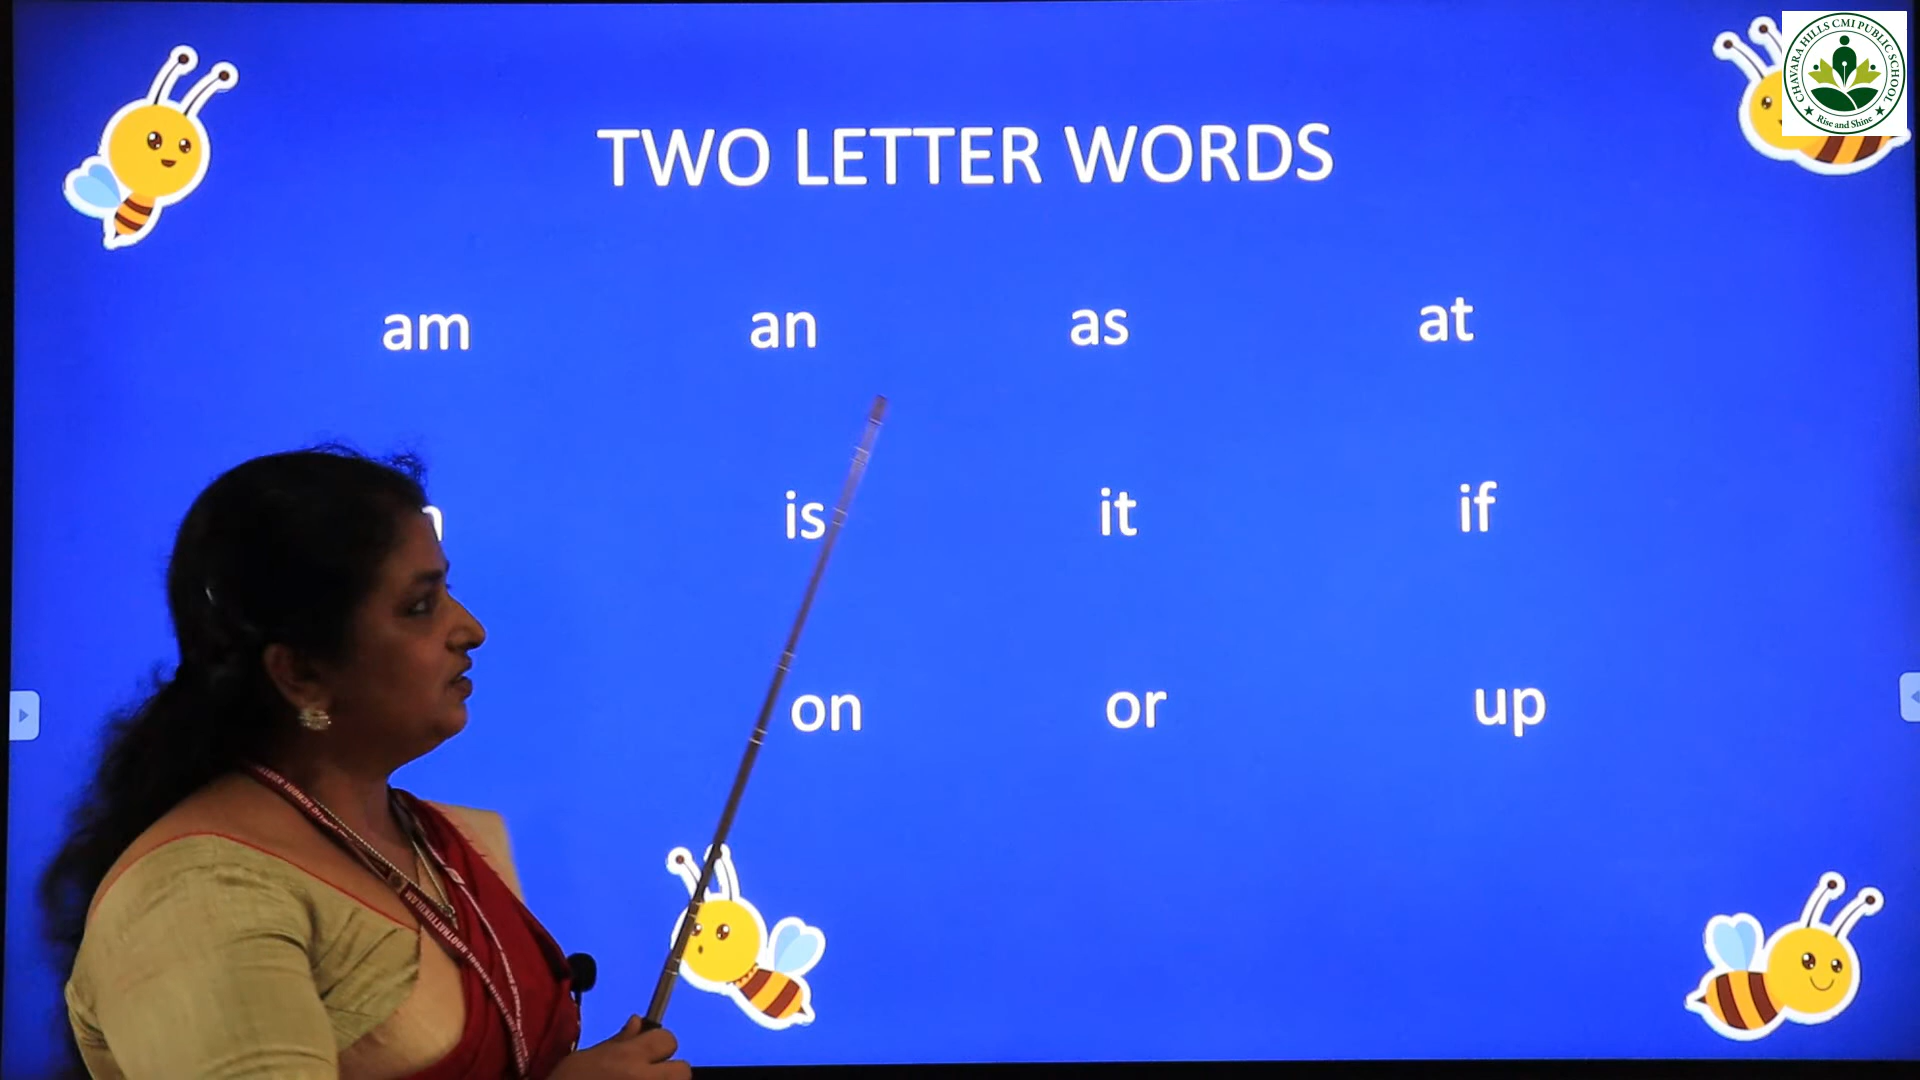 CHAVARA HILLS CMI PUBLIC SCHOOL
Rise and Shine
TWO LETTER WORDS
am an as at
is it if
on or up